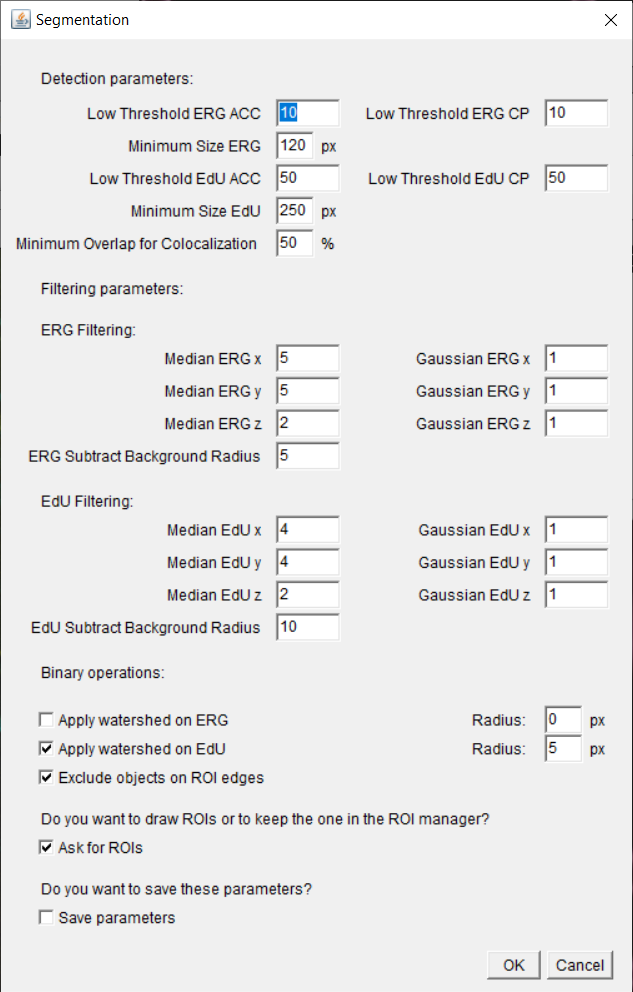 Segmentation
Detection parameters:
Low Threshold ERG ACC 10 Low Threshold ERG CP 10
Minimum Size ERG 120 px
Low Threshold EdU ACC 50 Low Threshold EdU CP 50
Minimum Size EdU 250 px
Minimum Overlap for Colocalization 50 %
Filtering parameters:
ERG Filtering:
Median ERG x 5 Gaussian ERG x 1
Median ERG y 5 Gaussian ERG y 1
Median ERG z 2 Gaussian ERG z 1
ERG Subtract Background Radius 5
EdU Filtering:
Median EdU x 4 Gaussian EdU x 1
Median EdU y 4 Gaussian EdU y 1
Median EdU z 2 Gaussian EdU z 1
EdU Subtract Background Radius 10
Binary operations:
Apply watershed on ERG Radius: 0 px
Apply watershed on EdU Radius: 5 px
Exclude objects on ROI edges
Do you want to draw ROIs or to keep the one in the ROI manager?
Ask for ROIs
Do you want to save these parameters?
Save parameters
OK Cancel